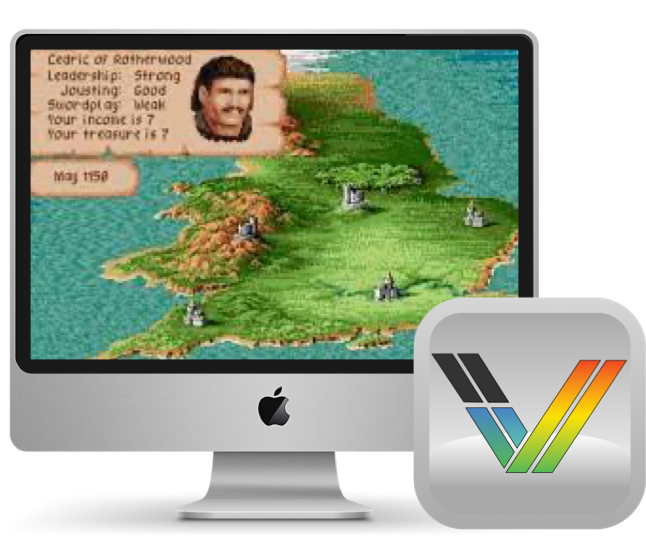 Cedric of Rotherwood
Leadership: Strong
Jousting: Good
Swordplay: Weak
Your income is 7
Your treasure is 7
May 1150